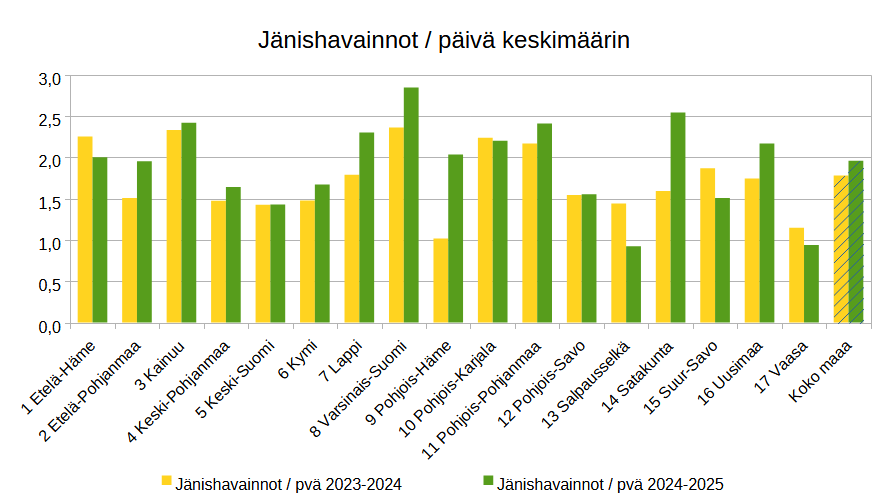 Jänishavainnot / päivä keskimäärin
3,0
2,5
2,0
1,5
1,0
0,5
0,0
1 Etelä-Häme
2 Etelä-Pohjanmaa
3 Kainuu
4 Keski-Pohjanmaa
5 Keski-Suomi
6 Kymi
7 Lappi
8 Varsinais-Suomi
9 Pohjois-Häme
10 Pohjois-Karjala
11 Pohjois-Pohjanmaa
12 Pohjois-Savo
13 Salpausselkä
14 Satakunta
15 Suur-Savo
16 Uusimaa
17 Vaasa
Koko maaa
Jänishavainnot / pvä 2023-2024
Jänishavainnot / pvä 2024-2025